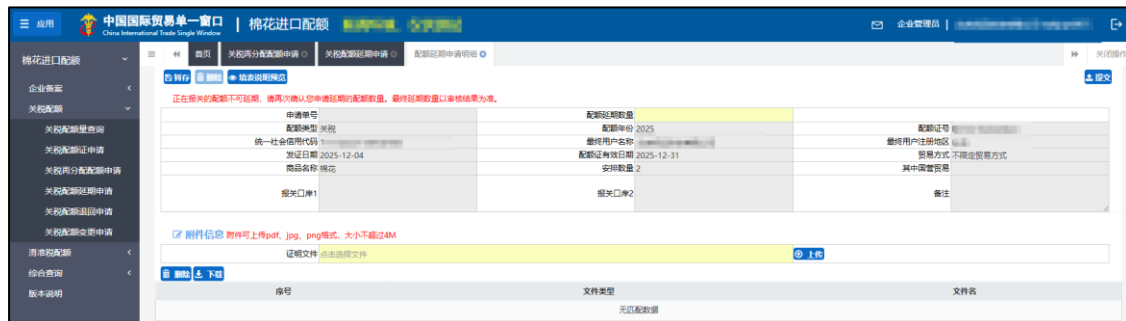 应用 中国国际贸易单一窗口 | 棉花进口配额 企业管理员 |
China International Trade Single Window
棉花进口配额 首页 关税再分配配额申请 关税配额延期申请 配额延期申请明细 关闭操作
企业备案
关税配额
关税配额量查询
关税配额证申请
关税再分配配额申请
关税配额延期申请
关税配额退回申请
关税配额变更申请
滑准税配额
综合查询
版本说明
暂存 删除 填表说明预览 提交
正在报关的配额不可延期，请再次确认您申请延期的配额数量。最终延期数量以审核结果为准。
申请单号 配额延期数量
配额类型 关税 配额年份 2025 配额证号
统一社会信用代码 最终用户名称 最终用户注册地区
发证日期 2025-12-04 配额证有效日期 2025-12-31 贸易方式 不限定贸易方式
商品名称 棉花 安排数量 2 其中国营贸易
报关口岸1 报关口岸2 备注
附件信息 附件可上传pdf、jpg、png格式，大小不超过4M
证明文件 点击选择文件 上传
删除 下载
序号 文件类型 文件名
无匹配数据